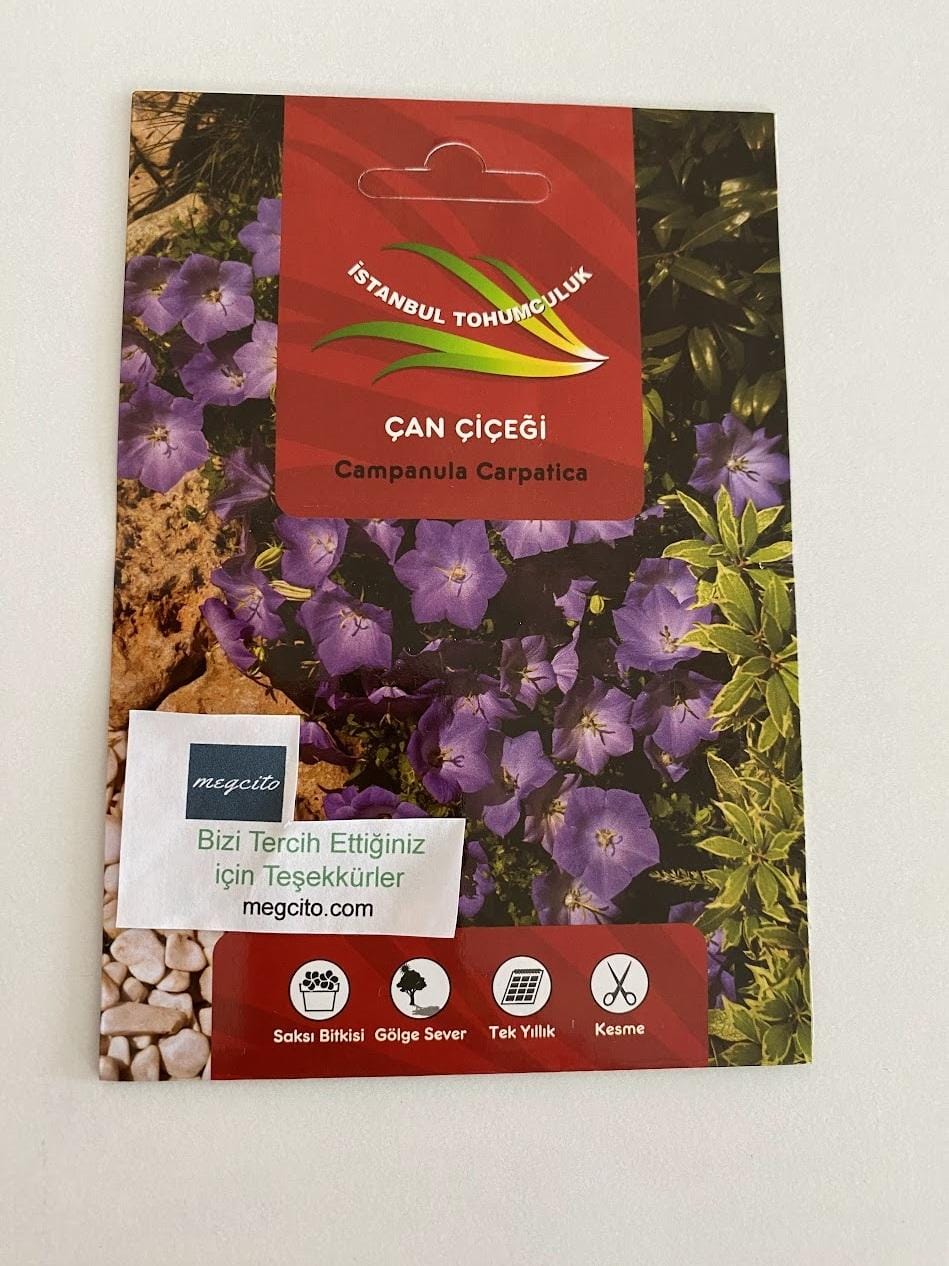 İSTANBUL TOHUMCULUK
ÇAN ÇİÇEĞİ
Campanula Carpatica
megcito
Bizi Tercih Ettiğiniz
için Teşekkürler
megcito.com
Saksı Bitkisi Gölge Sever Tek Yıllık Kesme